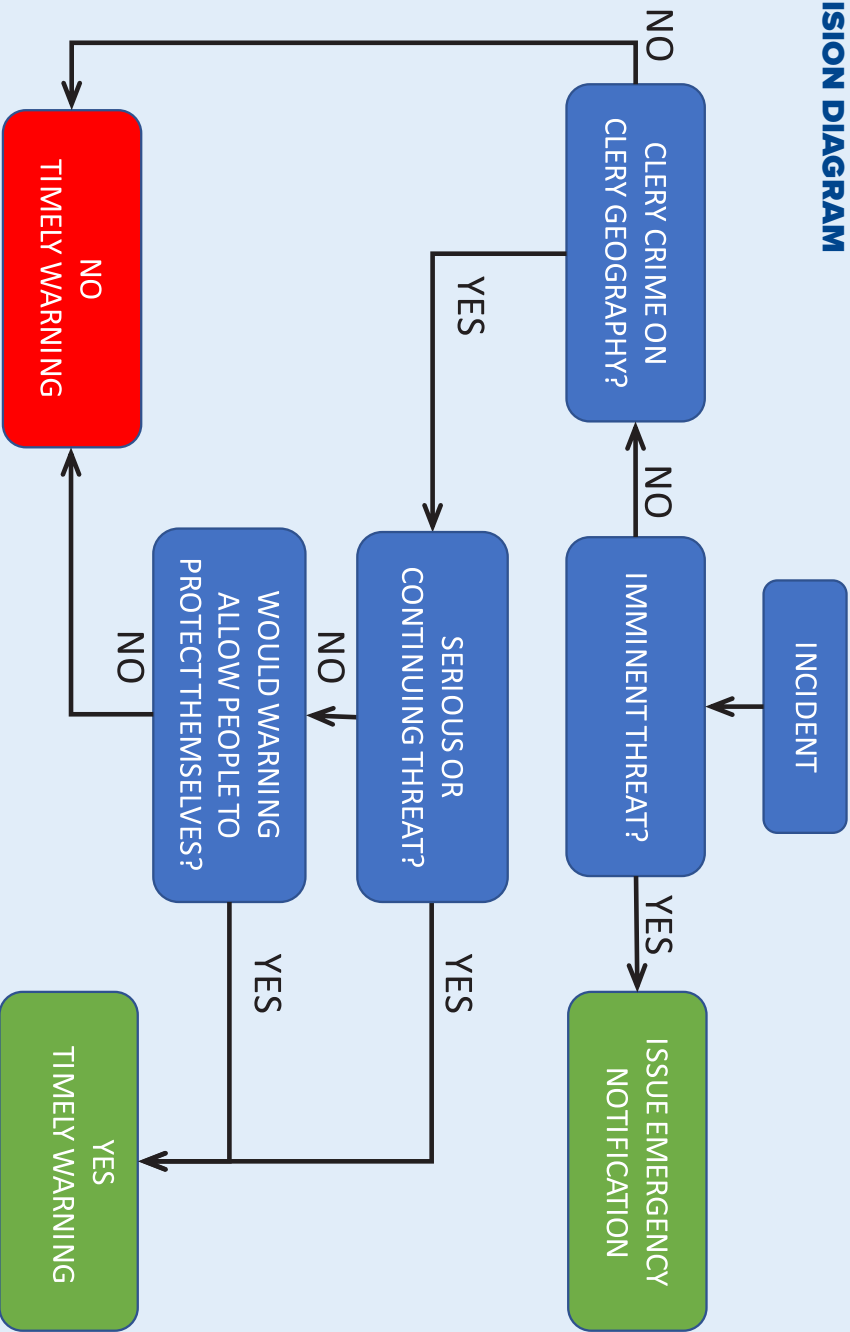 ISION DIAGRAM
INCIDENT
IMMINENT THREAT?
YES
ISSUE EMERGENCY
NOTIFICATION
NO
CLERY CRIME ON
CLERY GEOGRAPHY?
NO
YES
SERIOUS OR
CONTINUING THREAT?
YES
NO
WOULD WARNING
ALLOW PEOPLE TO
PROTECT THEMSELVES?
YES
NO
NO
TIMELY WARNING
YES
TIMELY WARNING